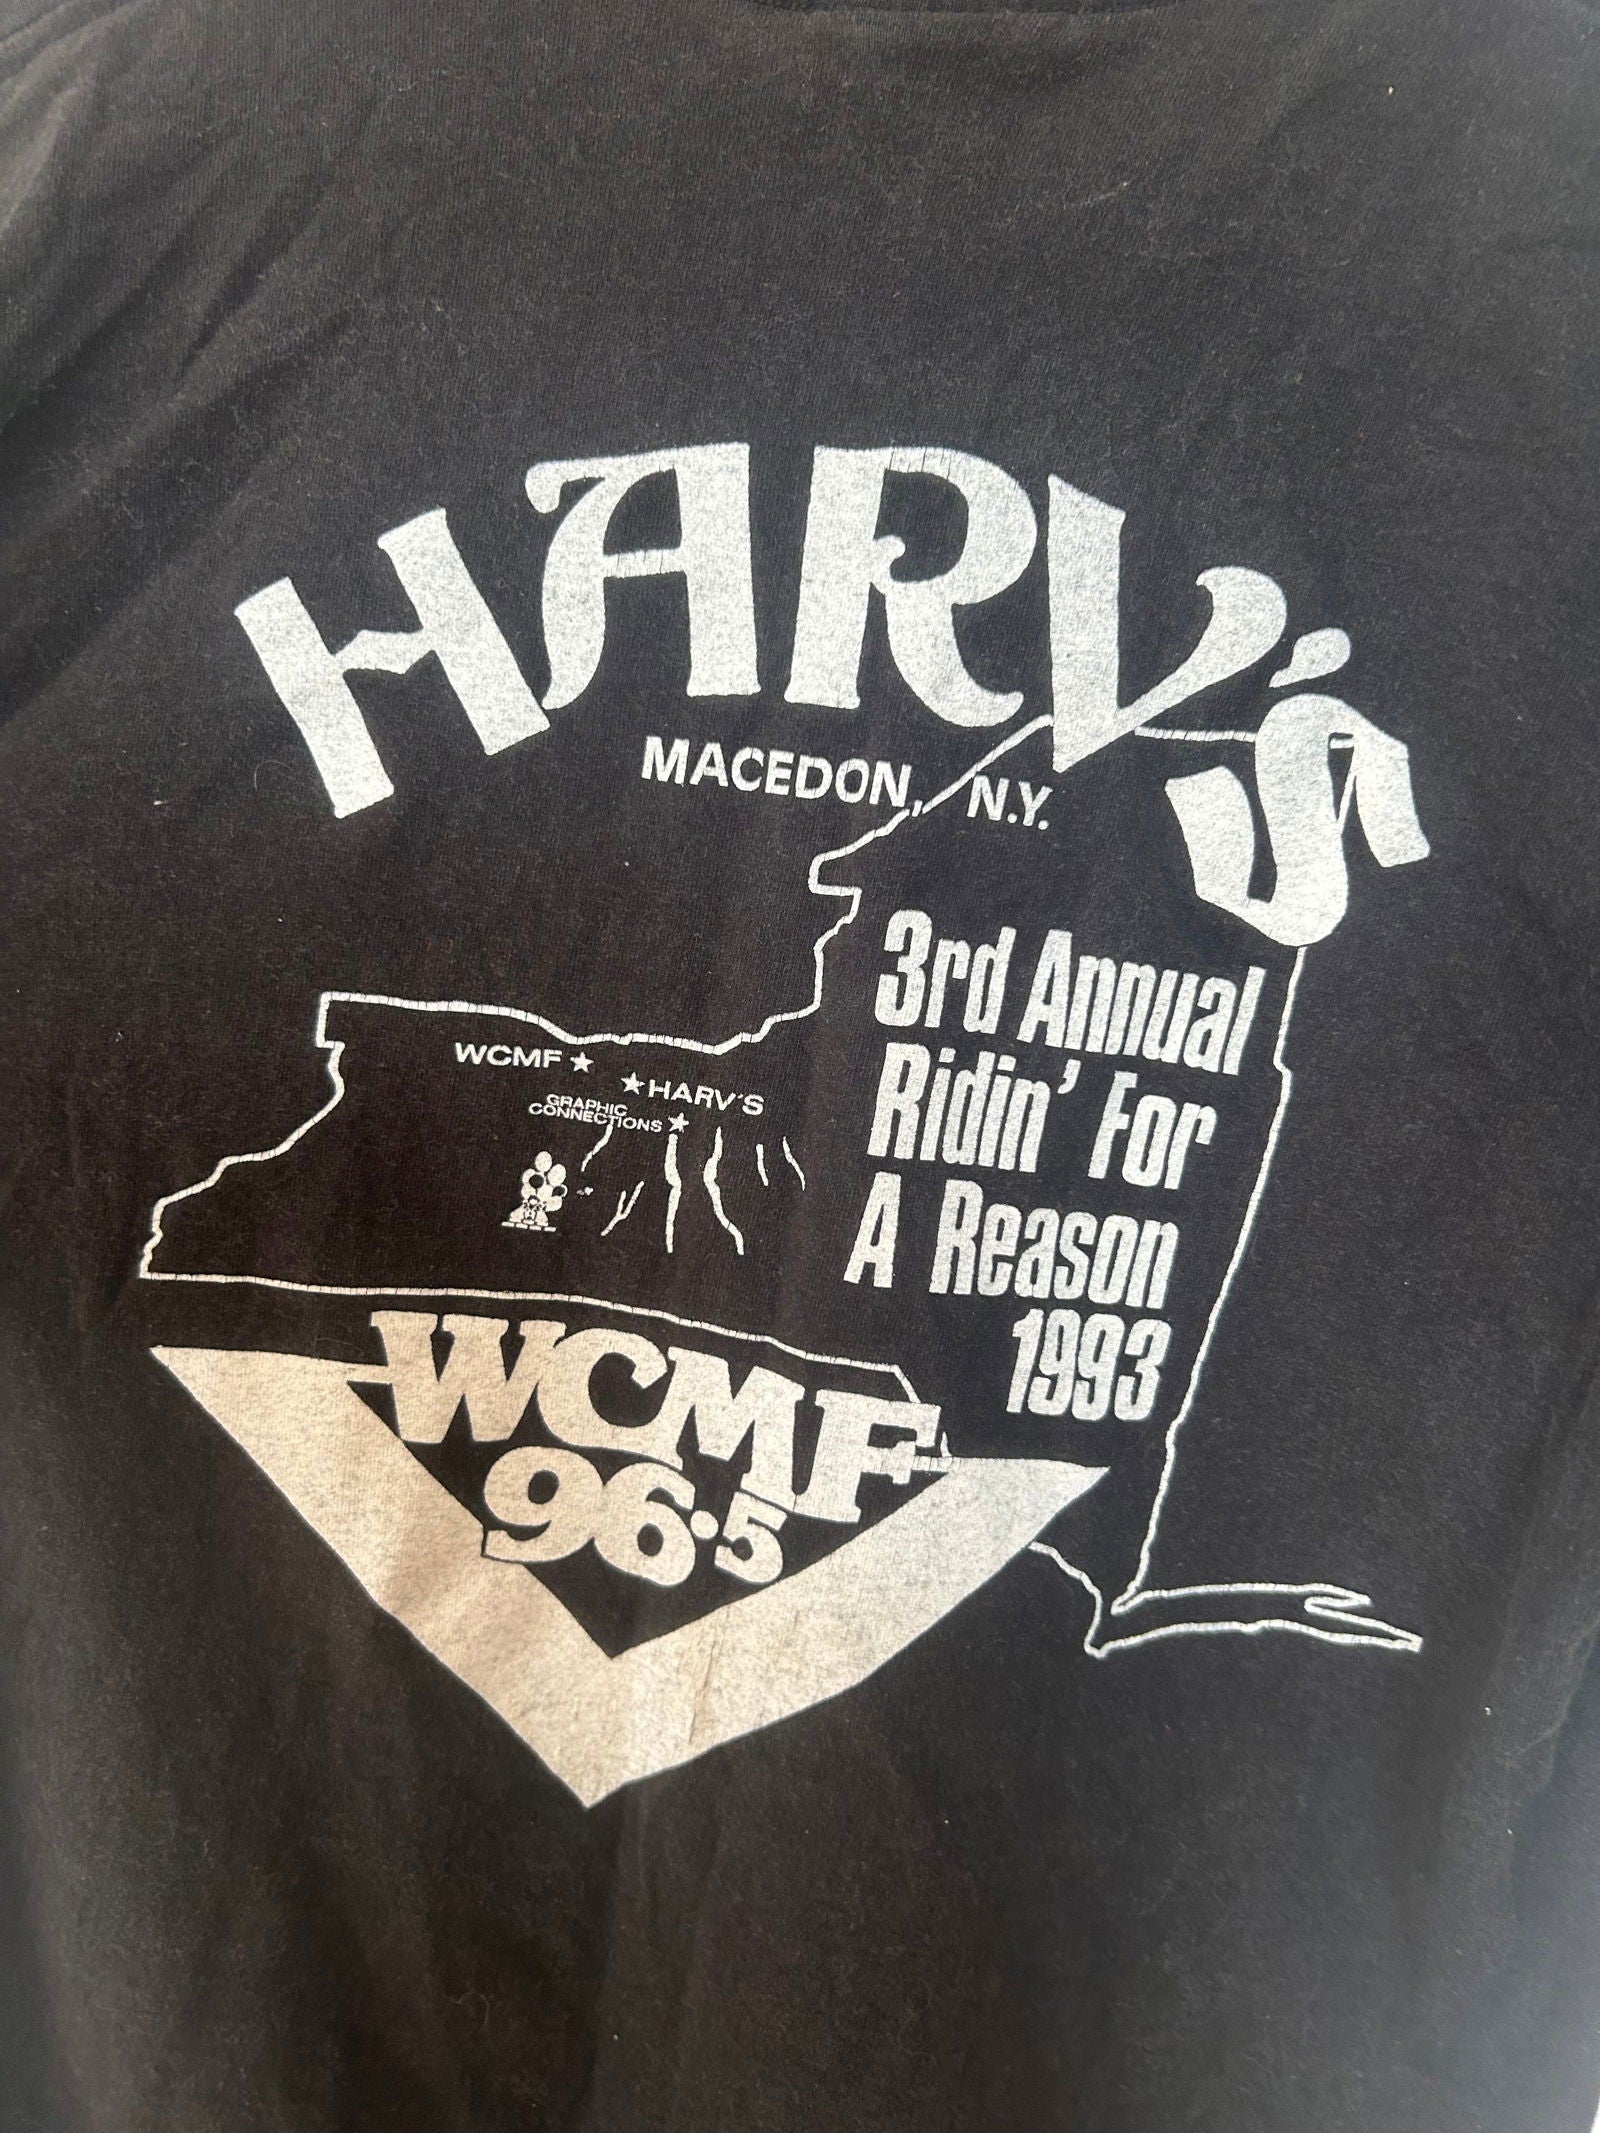 HARV'S
MACEDON, N.Y.
3rd Annual
Ridin' For
A Reason
1993
WCMF
HARV'S
GRAPHIC
CONNECTIONS
WCMF
96.5